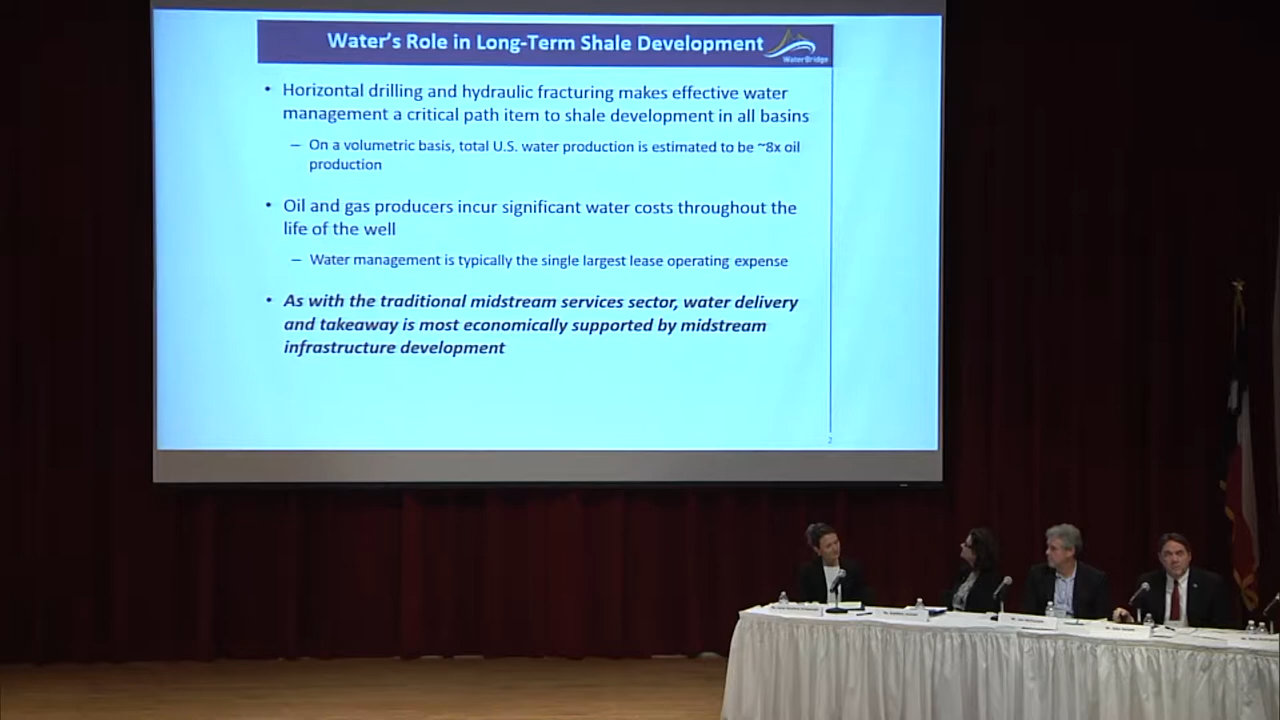 Water's Role in Long-Term Shale Development
WaterBridge
• Horizontal drilling and hydraulic fracturing makes effective water
management a critical path item to shale development in all basins
– On a volumetric basis, total U.S. water production is estimated to be ~8x oil
production
• Oil and gas producers incur significant water costs throughout the
life of the well
– Water management is typically the single largest lease operating expense
• As with the traditional midstream services sector, water delivery
and takeaway is most economically supported by midstream
infrastructure development
2